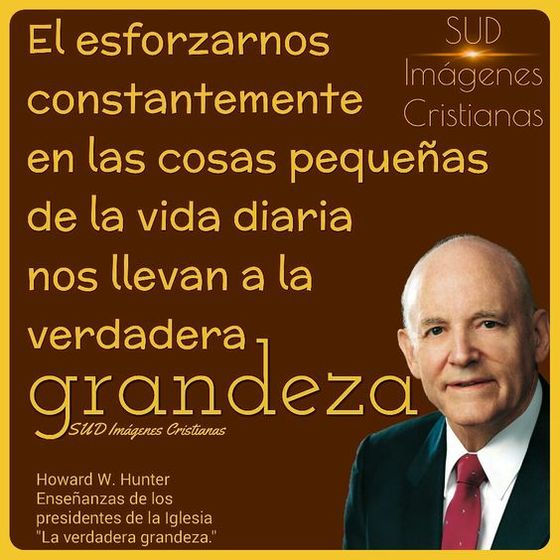 El esforzarnos
constantemente
en las cosas pequeñas
de la vida diaria
nos llevan a la
verdadera
grandeza
SUD Imágenes Cristianas
SUD
Imágenes
Cristianas
Howard W. Hunter
Enseñanzas de los
presidentes de la Iglesia
"La verdadera grandeza."